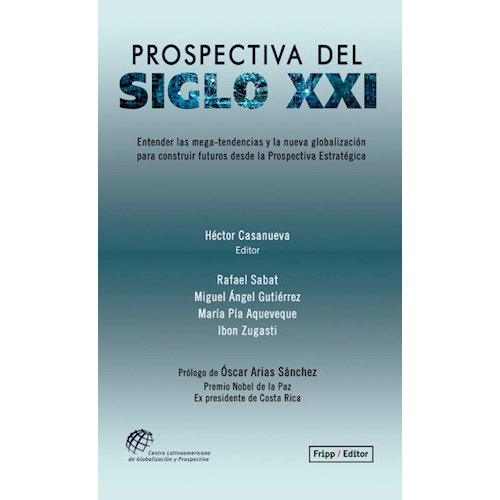 PROSPECTIVA DEL
SIGLO XXI
Entender las mega-tendencias y la nueva globalización
para construir futuros desde la Prospectiva Estratégica
Héctor Casanueva
Editor
Rafael Sabat
Miguel Ángel Gutiérrez
María Pía Aqueveque
Ibon Zugasti
Prólogo de Óscar Arias Sánchez
Premio Nobel de la Paz
Ex presidente de Costa Rica
Centro Latinoamericano
de Globalización y Prospectiva
Fripp / Editor